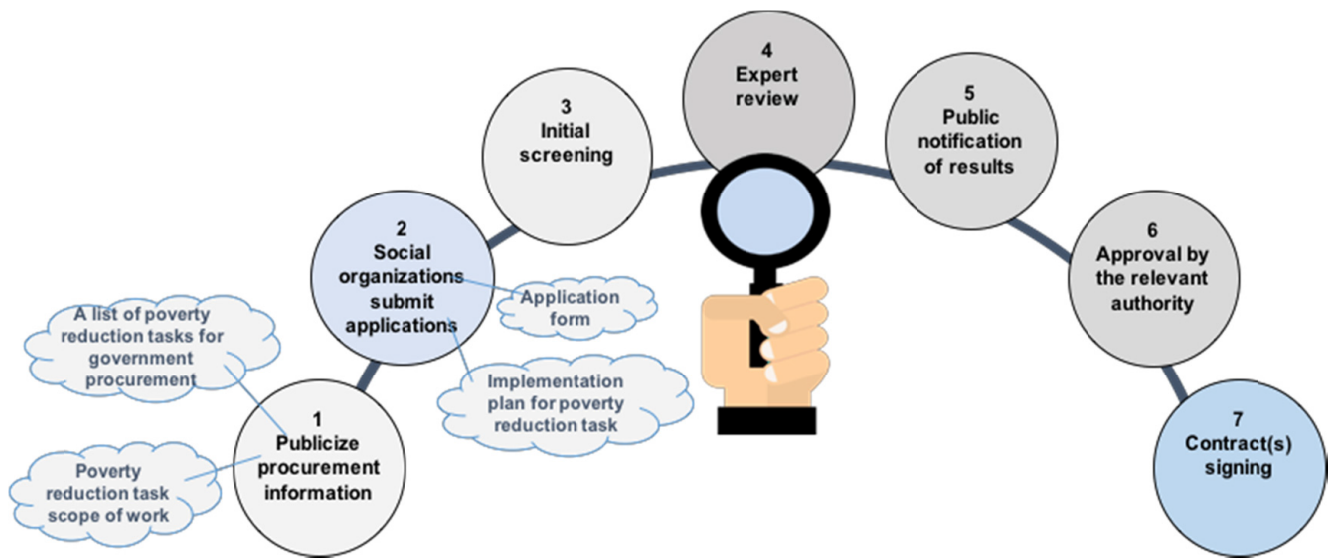 1
Publicize
procurement
information
A list of poverty
reduction tasks for
government
procurement
Poverty
reduction task
scope of work
2
Social
organizations
submit
applications
Application
form
Implementation
plan for poverty
reduction task
3
Initial
screening
4
Expert
review
5
Public
notification
of results
6
Approval by
the relevant
authority
7
Contract(s)
signing